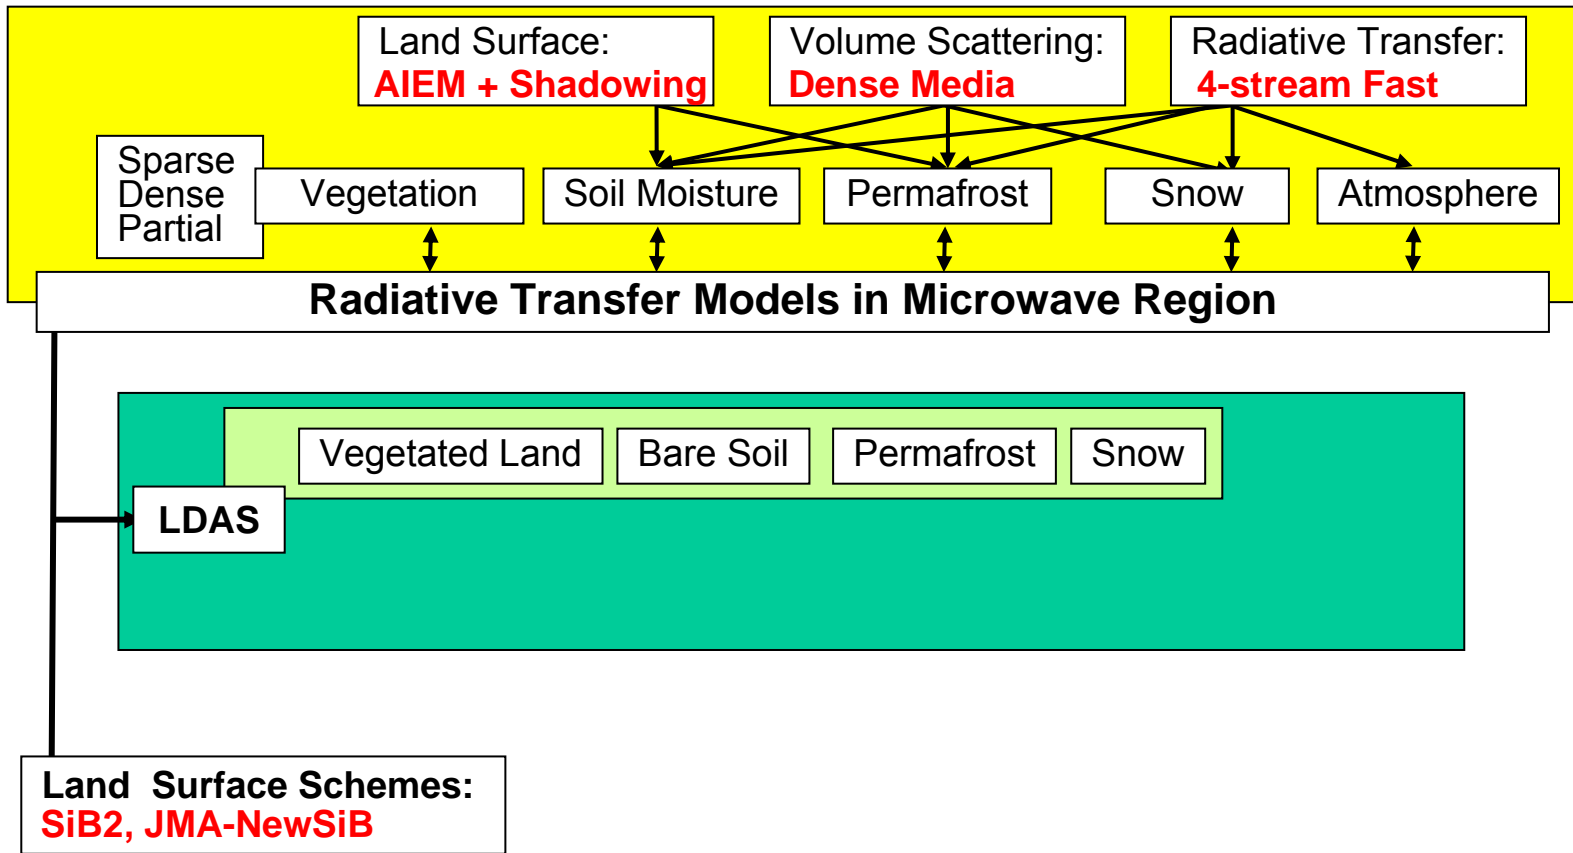 Land Surface:
AIEM + Shadowing
Volume Scattering:
Dense Media
Radiative Transfer:
4-stream Fast
Sparse
Dense
Partial
Vegetation
Soil Moisture
Permafrost
Snow
Atmosphere
Radiative Transfer Models in Microwave Region
Vegetated Land
Bare Soil
Permafrost
Snow
LDAS
Land Surface Schemes:
SiB2, JMA-NewSiB